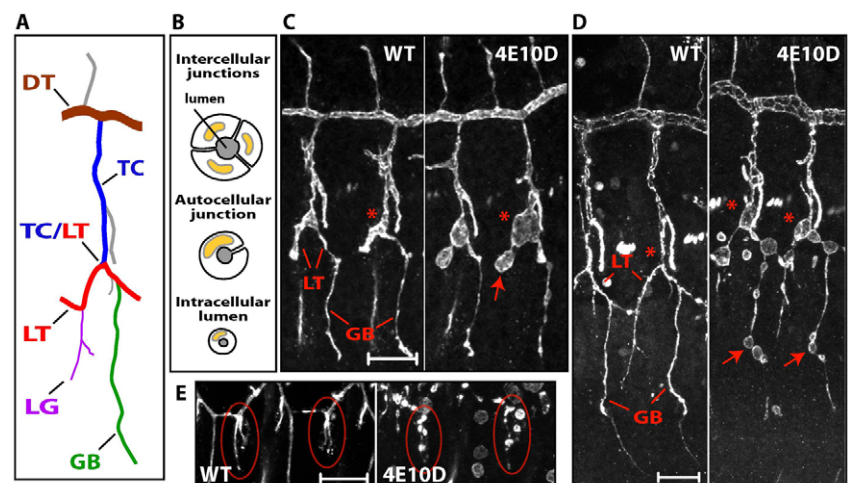 A
DT
TC
TC/LT
LT
LG
GB
B
Intercellular
junctions
lumen
Autocellular
junction
Intracellular
lumen
C
WT
4E10D
*
*
LT
GB
D
WT
4E10D
*
*
*
LT
GB
E
WT
4E10D